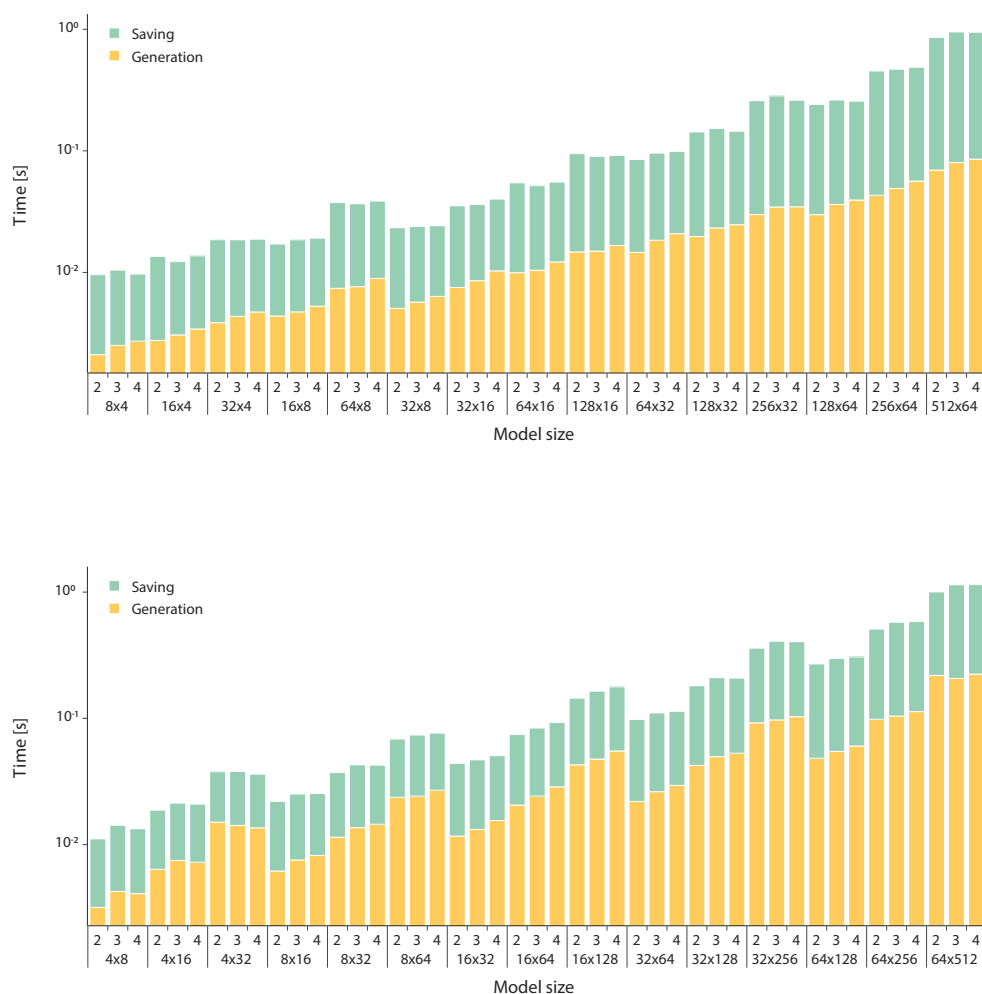 10⁰
Saving
Generation
10⁻¹
10⁻²
Time [s]
2 3 4 2 3 4 2 3 4 2 3 4 2 3 4 2 3 4 2 3 4 2 3 4 2 3 4 2 3 4 2 3 4 2 3 4 2 3 4 2 3 4 2 3 4
8x4 16x4 32x4 16x8 64x8 32x8 32x16 64x16 128x16 64x32 128x32 256x32 128x64 256x64 512x64
Model size
10⁰
Saving
Generation
10⁻¹
10⁻²
Time [s]
2 3 4 2 3 4 2 3 4 2 3 4 2 3 4 2 3 4 2 3 4 2 3 4 2 3 4 2 3 4 2 3 4 2 3 4 2 3 4 2 3 4 2 3 4
4x8 4x16 4x32 8x16 8x32 8x64 16x32 16x64 16x128 32x64 32x128 32x256 64x128 64x256 64x512
Model size